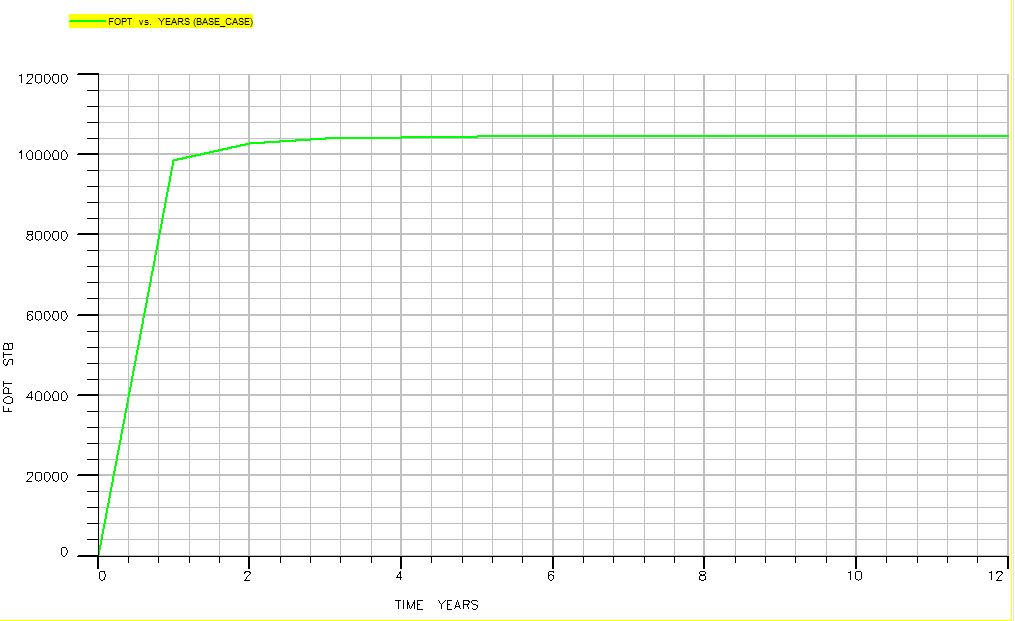 FOPT vs. YEARS (BASE_CASE)
120000
100000
80000
60000
40000
20000
0
FOPT STB
0 2 4 6 8 10 12
TIME YEARS